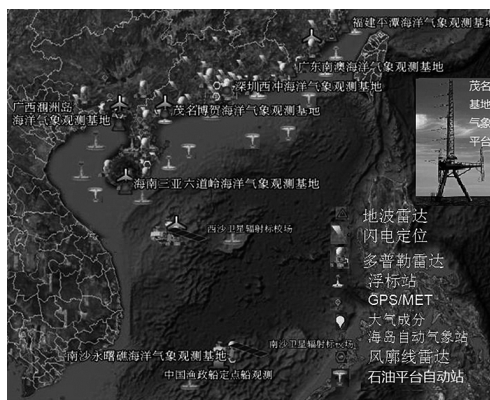 福建平潭海洋气象观测基地
广东南澳海洋气象观测基地
深圳西冲海洋气象观测基地
茂名
基地
气象
平台
广西涠洲岛
海洋气象观测基地
茂名博贺海洋气象观测基地
海南三亚六道岭海洋气象观测基地
西沙卫星辐射标校场
地波雷达
闪电定位
多普勒雷达
浮标站
GPS/MET
大气成分
海岛自动气象站
风廓线雷达
石油平台自动站
南沙卫星辐射标校场
南沙永暑礁海洋气象观测基地
中国渔政船定点船观测